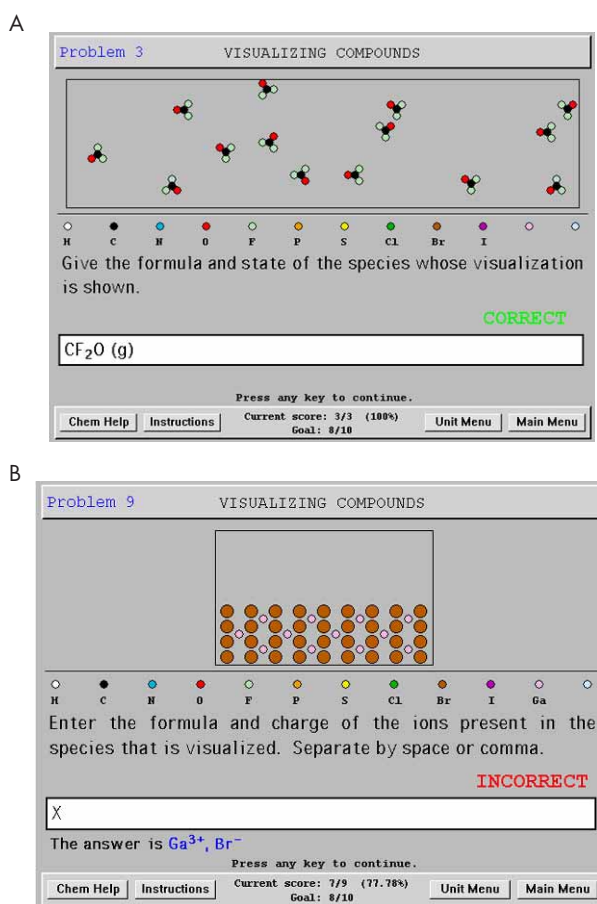 A
Problem 3 VISUALIZING COMPOUNDS
H C N O F P S Cl Br I
Give the formula and state of the species whose visualization
is shown.
CORRECT
CF₂O (g)
Press any key to continue.
Chem Help Instructions Current score: 3/3 (100%) Unit Menu Main Menu
Goal: 8/10
B
Problem 9 VISUALIZING COMPOUNDS
H C N O F P S Cl Br I Ga
Enter the formula and charge of the ions present in the
species that is visualized. Separate by space or comma.
INCORRECT
X
The answer is Ga³⁺, Br⁻
Press any key to continue.
Chem Help Instructions Current score: 7/9 (77.78%) Unit Menu Main Menu
Goal: 8/10